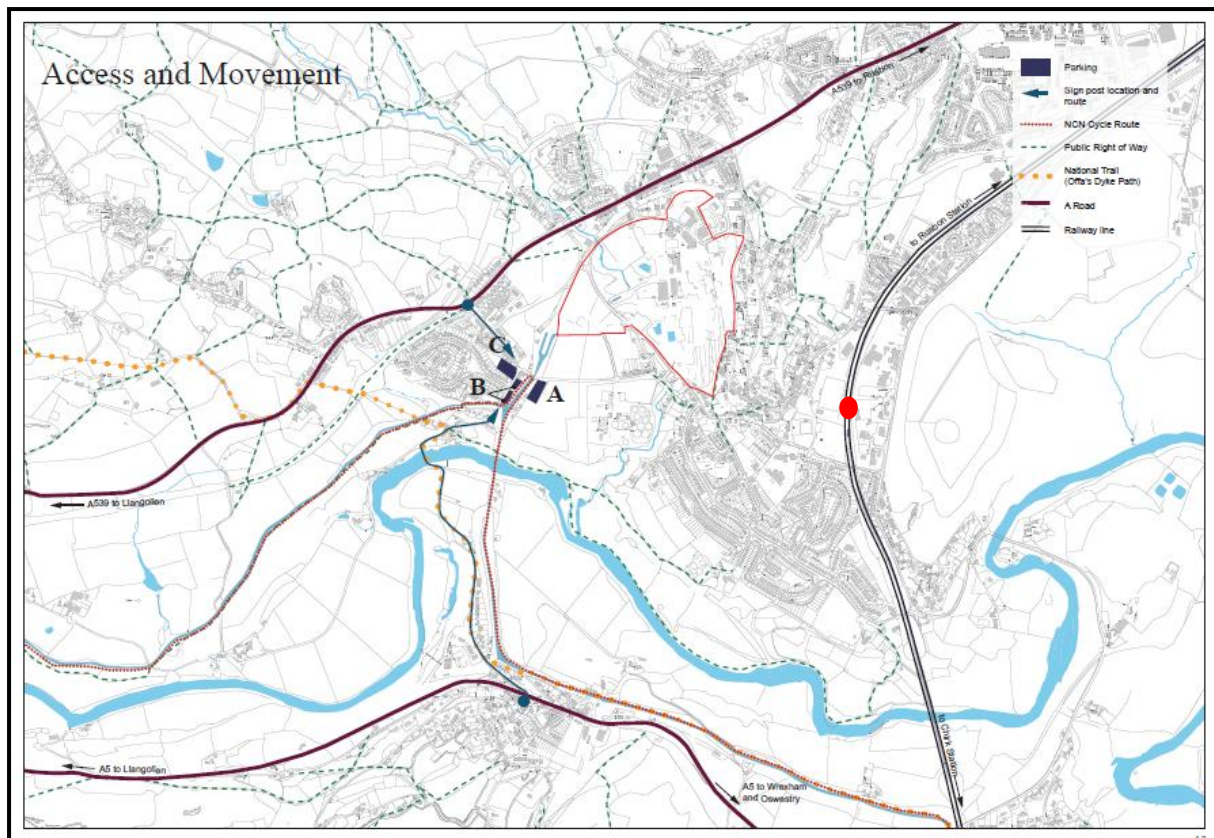 Access and Movement
Parking
Sign post location and
route
NCN Cycle Route
Public Right of Way
National Trail
(Offa's Dyke Path)
A Road
Railway line
A539 to Ruabon
to Ruabon Station
C
B
A
A539 to Llangollen
to Chirk Station
A5 to Llangollen
A5 to Wrexham
and Oswestry